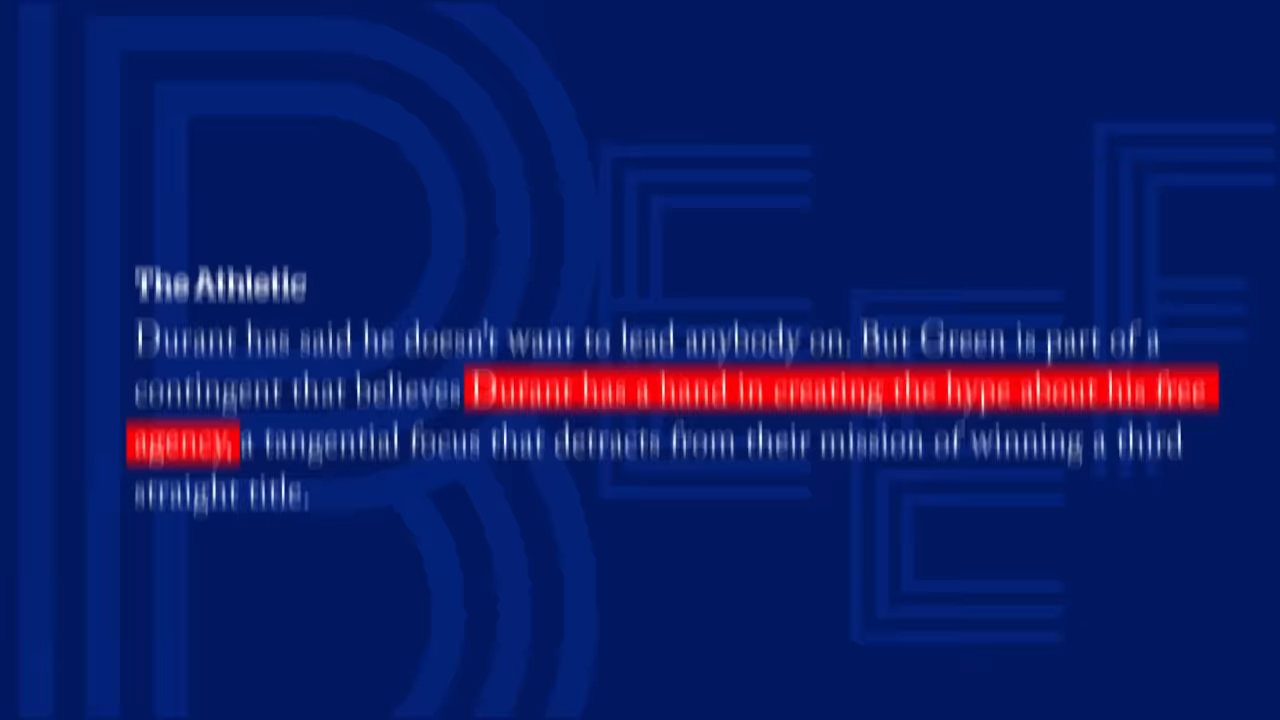 The Athletic
Durant has said he doesn't want to lead anybody on. But Green is part of a
contingent that believes Durant has a hand in creating the hype about his free
agency, a tangential focus that detracts from their mission of winning a third
straight title.
BEEF